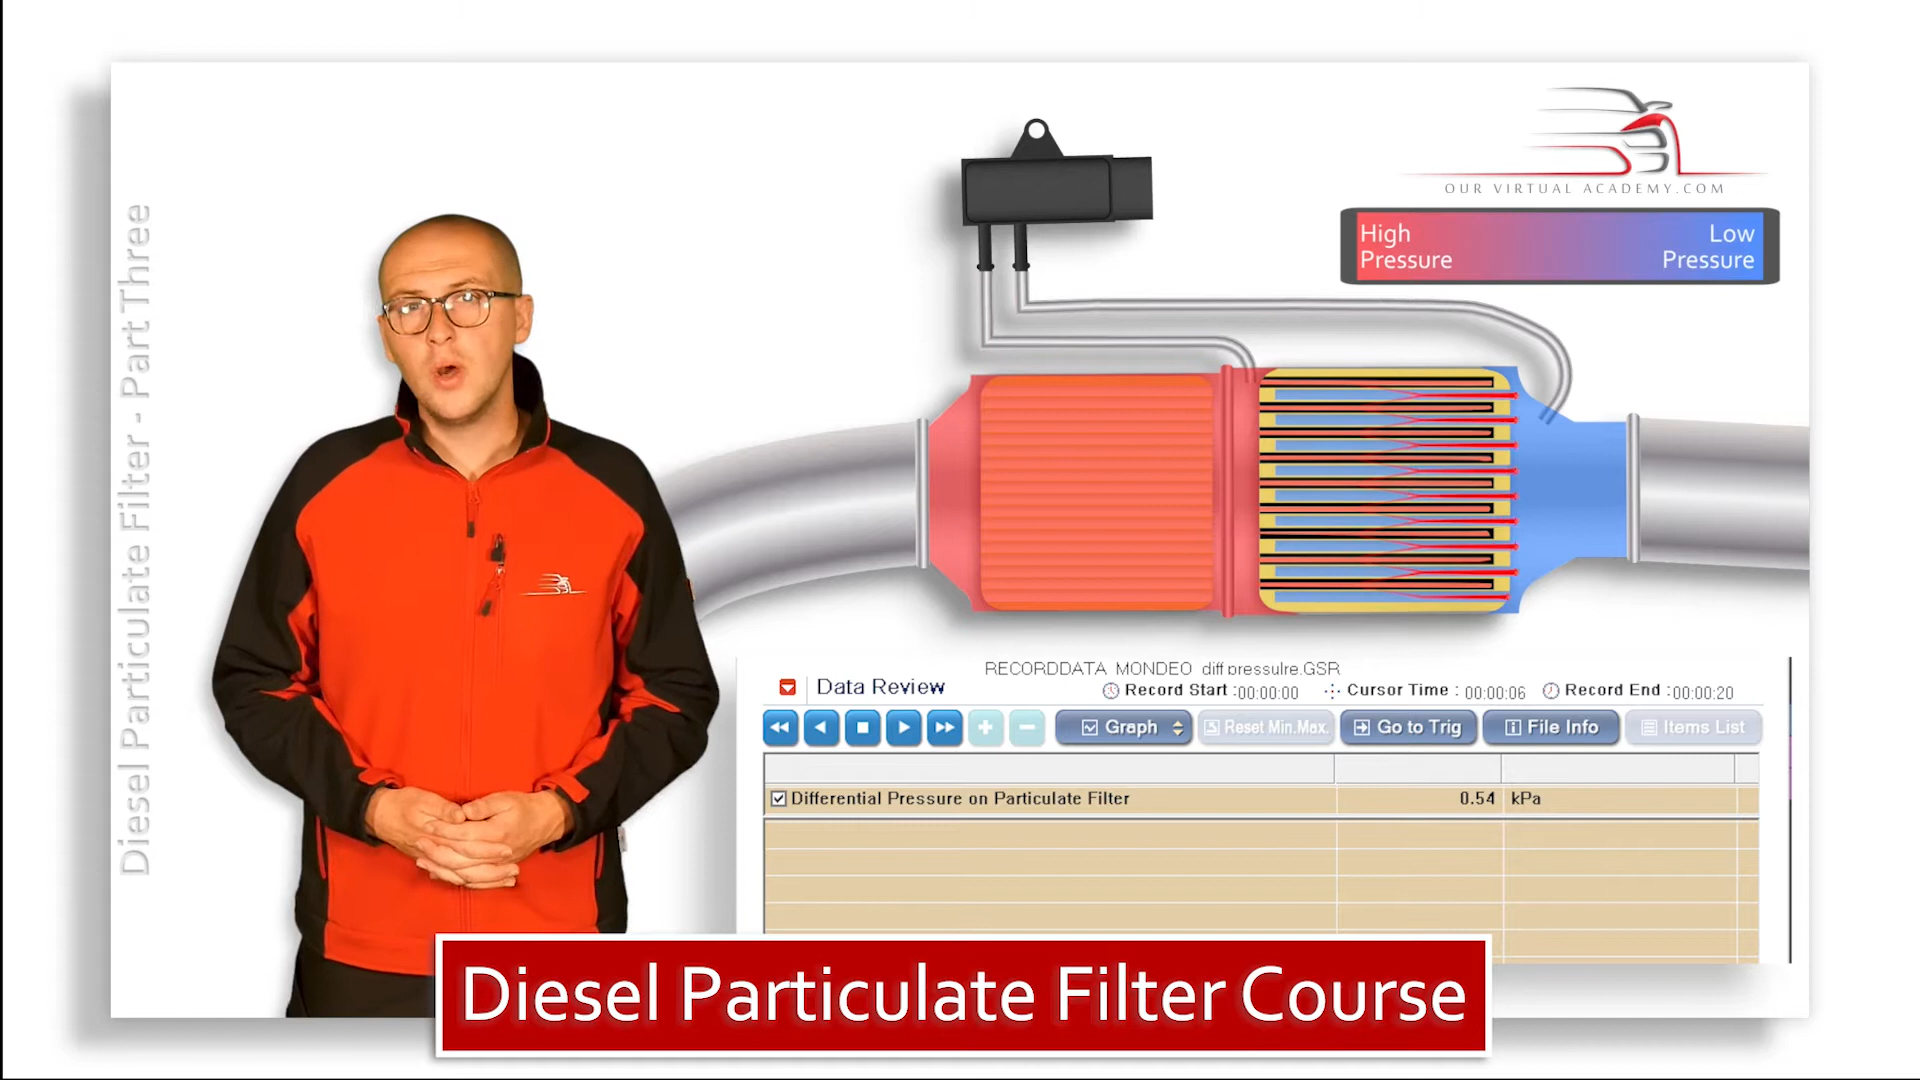 Diesel Particulate Filter - Part Three
OUR VIRTUAL ACADEMY.COM
High Pressure
Low Pressure
RECORDDATA MONDEO diff pressulre.GSR
Data Review
Record Start :00:00:00
Cursor Time : 00:00:06
Record End :00:00:20
Graph
Reset Min.Max.
Go to Trig
File Info
Items List
Differential Pressure on Particulate Filter 0.54 kPa
Diesel Particulate Filter Course